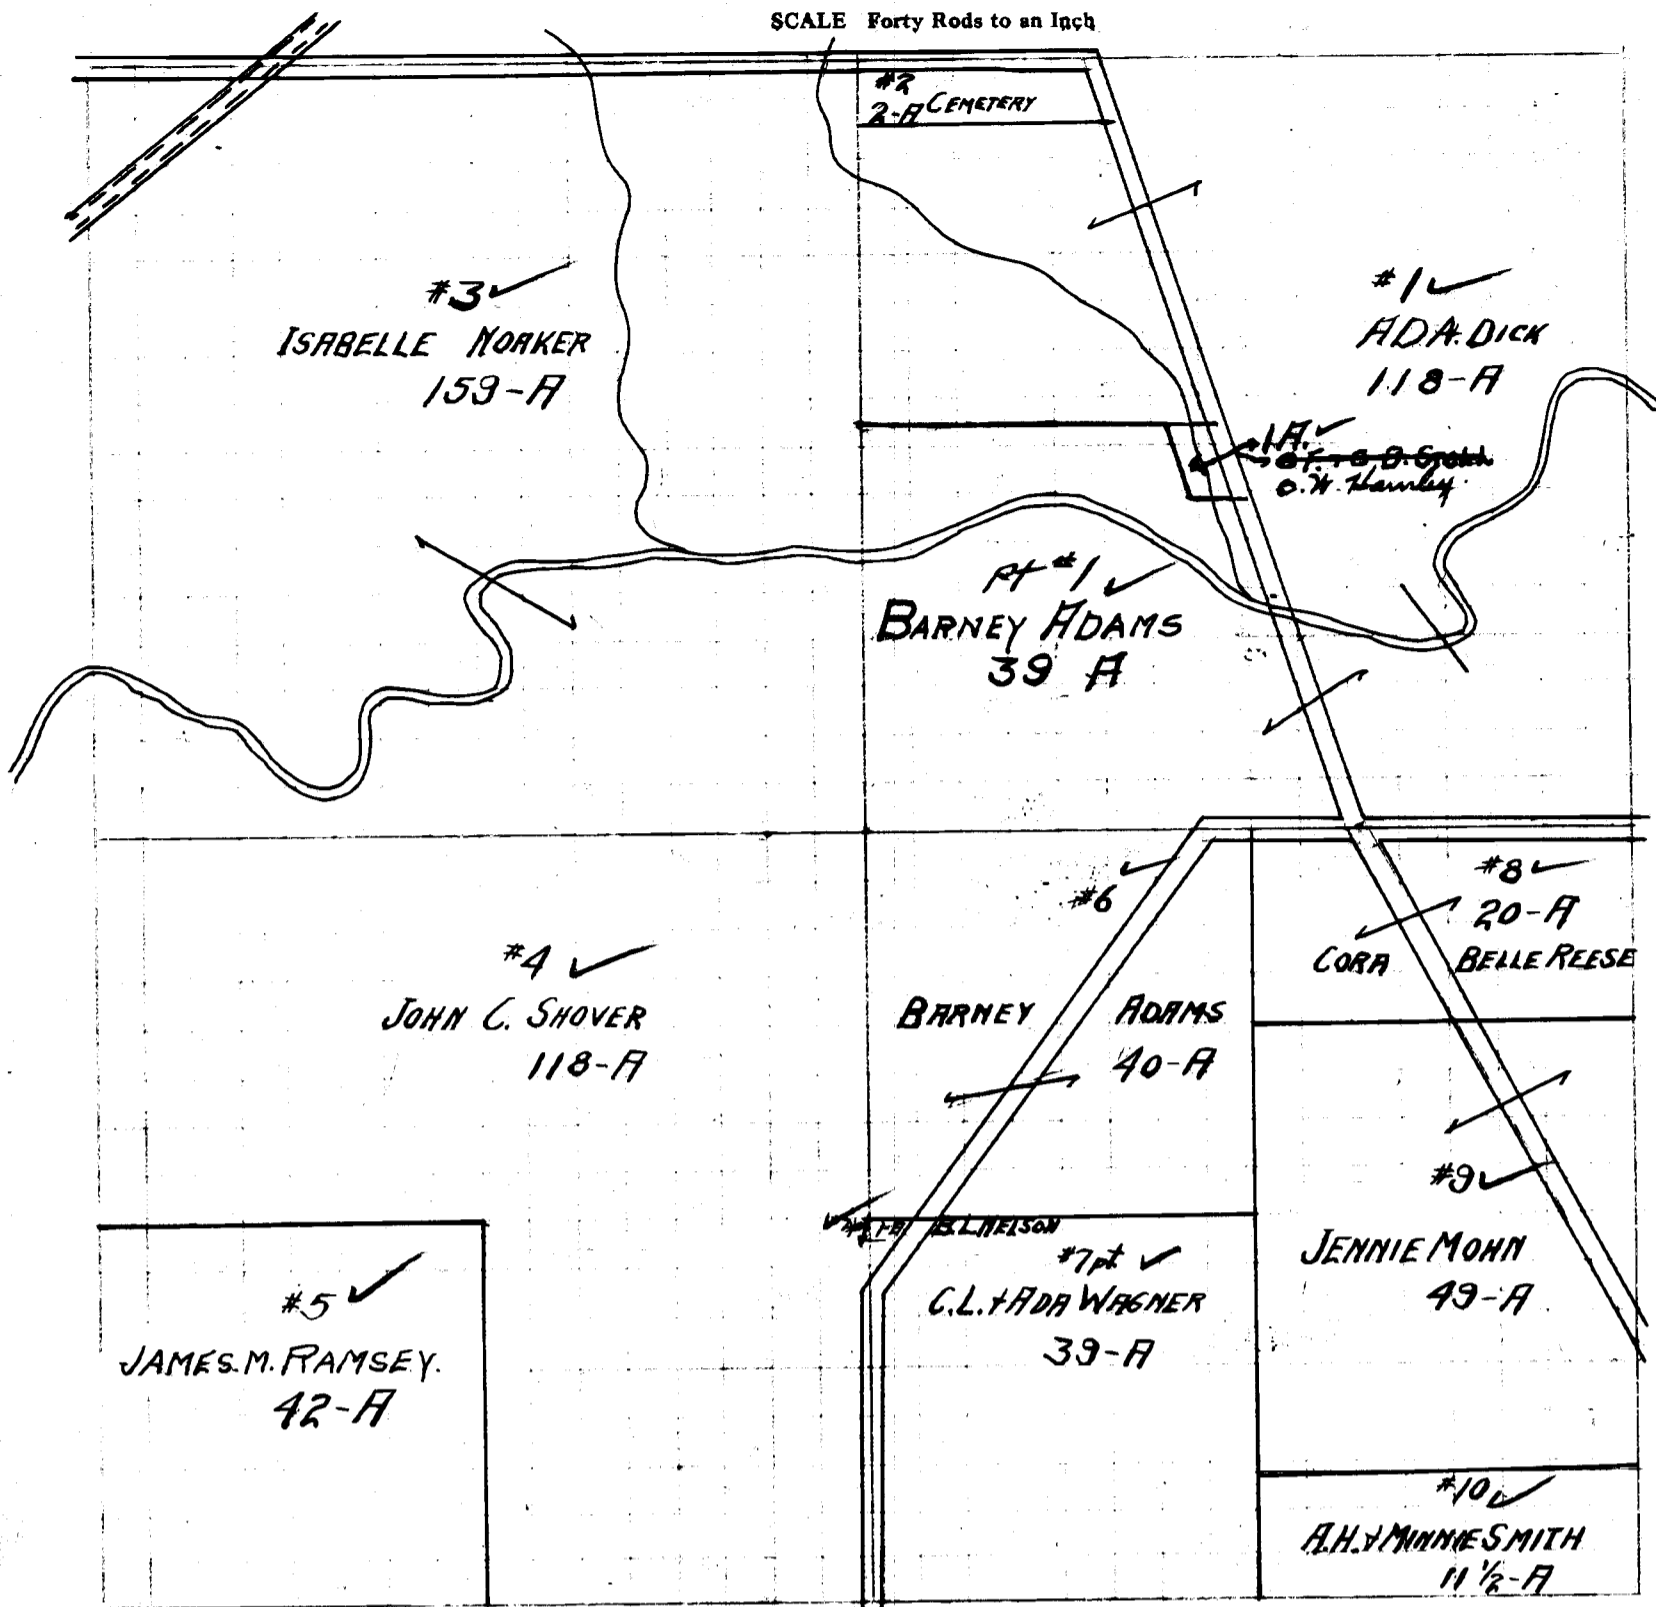 SCALE Forty Rods to an Inch
#2
2-A CEMETERY
#3
ISABELLE NOAKER
159-A
#1
ADA. DICK
118-A
1A.
O.W. Hamley
Pt #1
BARNEY ADAMS
39 A
#6
BARNEY ADAMS
40-A
#8
20-A
CORA BELLE REESE
#4
JOHN C. SHOVER
118-A
1-A B.L. NELSON
#7pt
C.L. & ADA WAGNER
39-A
#9
JENNIE MOHN
49-A
#5
JAMES. M. RAMSEY.
42-A
#10
A.H. & MINNIE SMITH
11 1/2-A